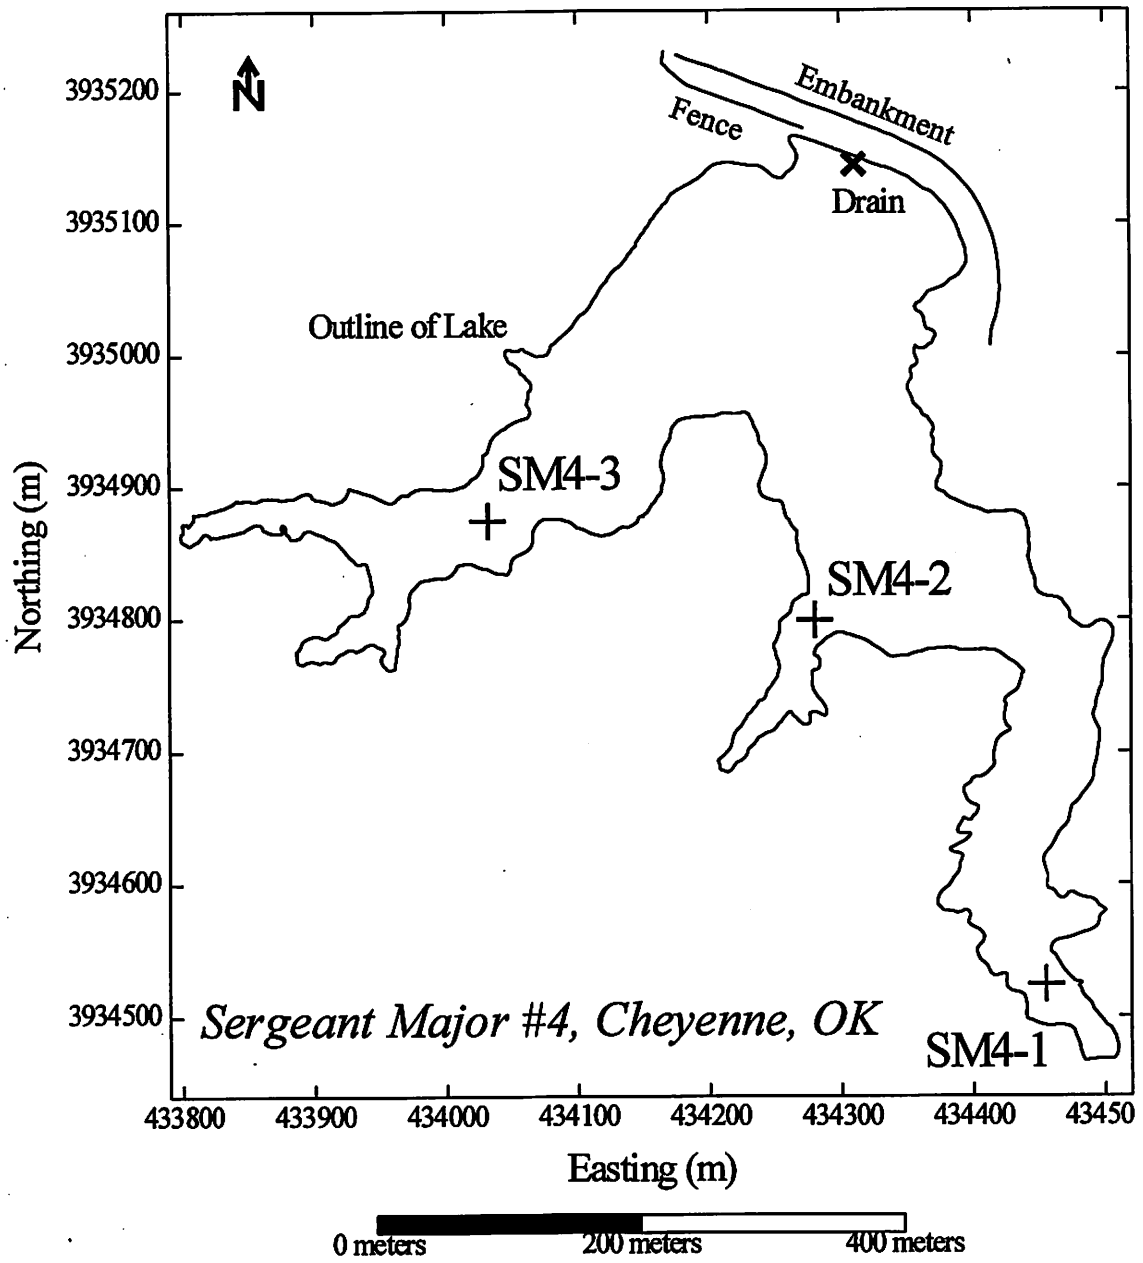 N
3935200
Embankment
Fence
Drain
3935100
Outline of Lake
3935000
SM4-3
3934900
SM4-2
3934800
3934700
3934600
3934500
Northing (m)
Sergeant Major #4, Cheyenne, OK
SM4-1
433800 433900 434000 434100 434200 434300 434400 43450
Easting (m)
0 meters 200 meters 400 meters